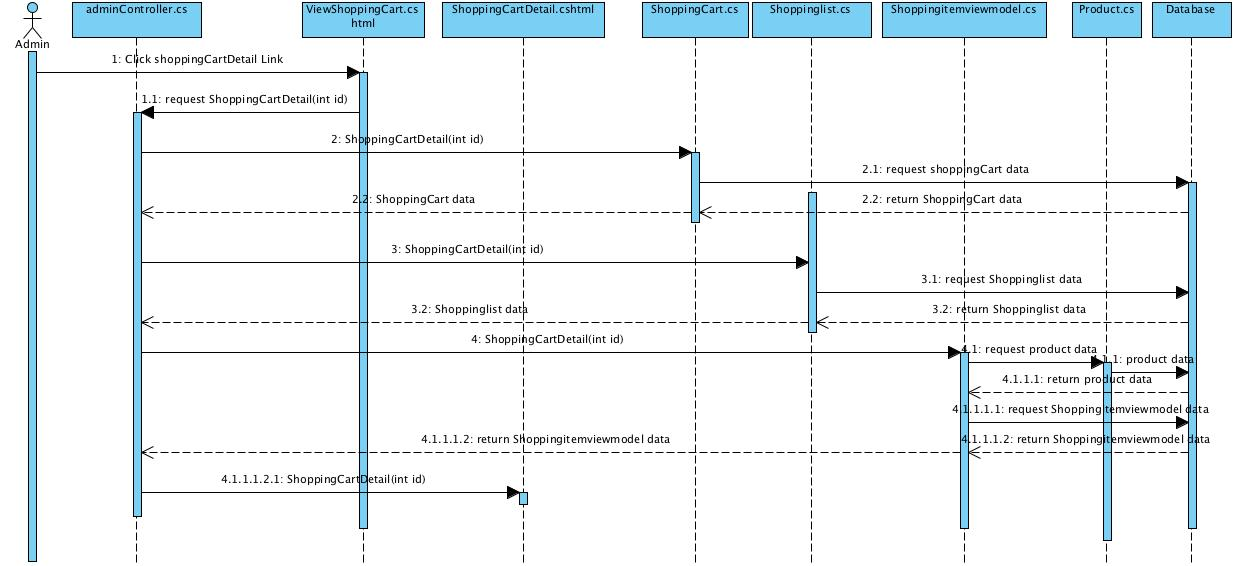 adminController.cs
ViewShoppingCart.cs
html
ShoppingCartDetail.cshtml
ShoppingCart.cs
Shoppinglist.cs
Shoppingitemviewmodel.cs
Product.cs
Database
Admin
1: Click shoppingCartDetail Link
1.1: request ShoppingCartDetail(int id)
2: ShoppingCartDetail(int id)
2.1: request shoppingCart data
2.2: ShoppingCart data
2.2: return ShoppingCart data
3: ShoppingCartDetail(int id)
3.1: request Shoppinglist data
3.2: Shoppinglist data
3.2: return Shoppinglist data
4: ShoppingCartDetail(int id)
4.1: request product data
4.1.1: product data
4.1.1.1: return product data
4.1.1.1.1: request Shoppingitemviewmodel data
4.1.1.1.2: return Shoppingitemviewmodel data
4.1.1.1.2: return Shoppingitemviewmodel data
4.1.1.1.2.1: ShoppingCartDetail(int id)